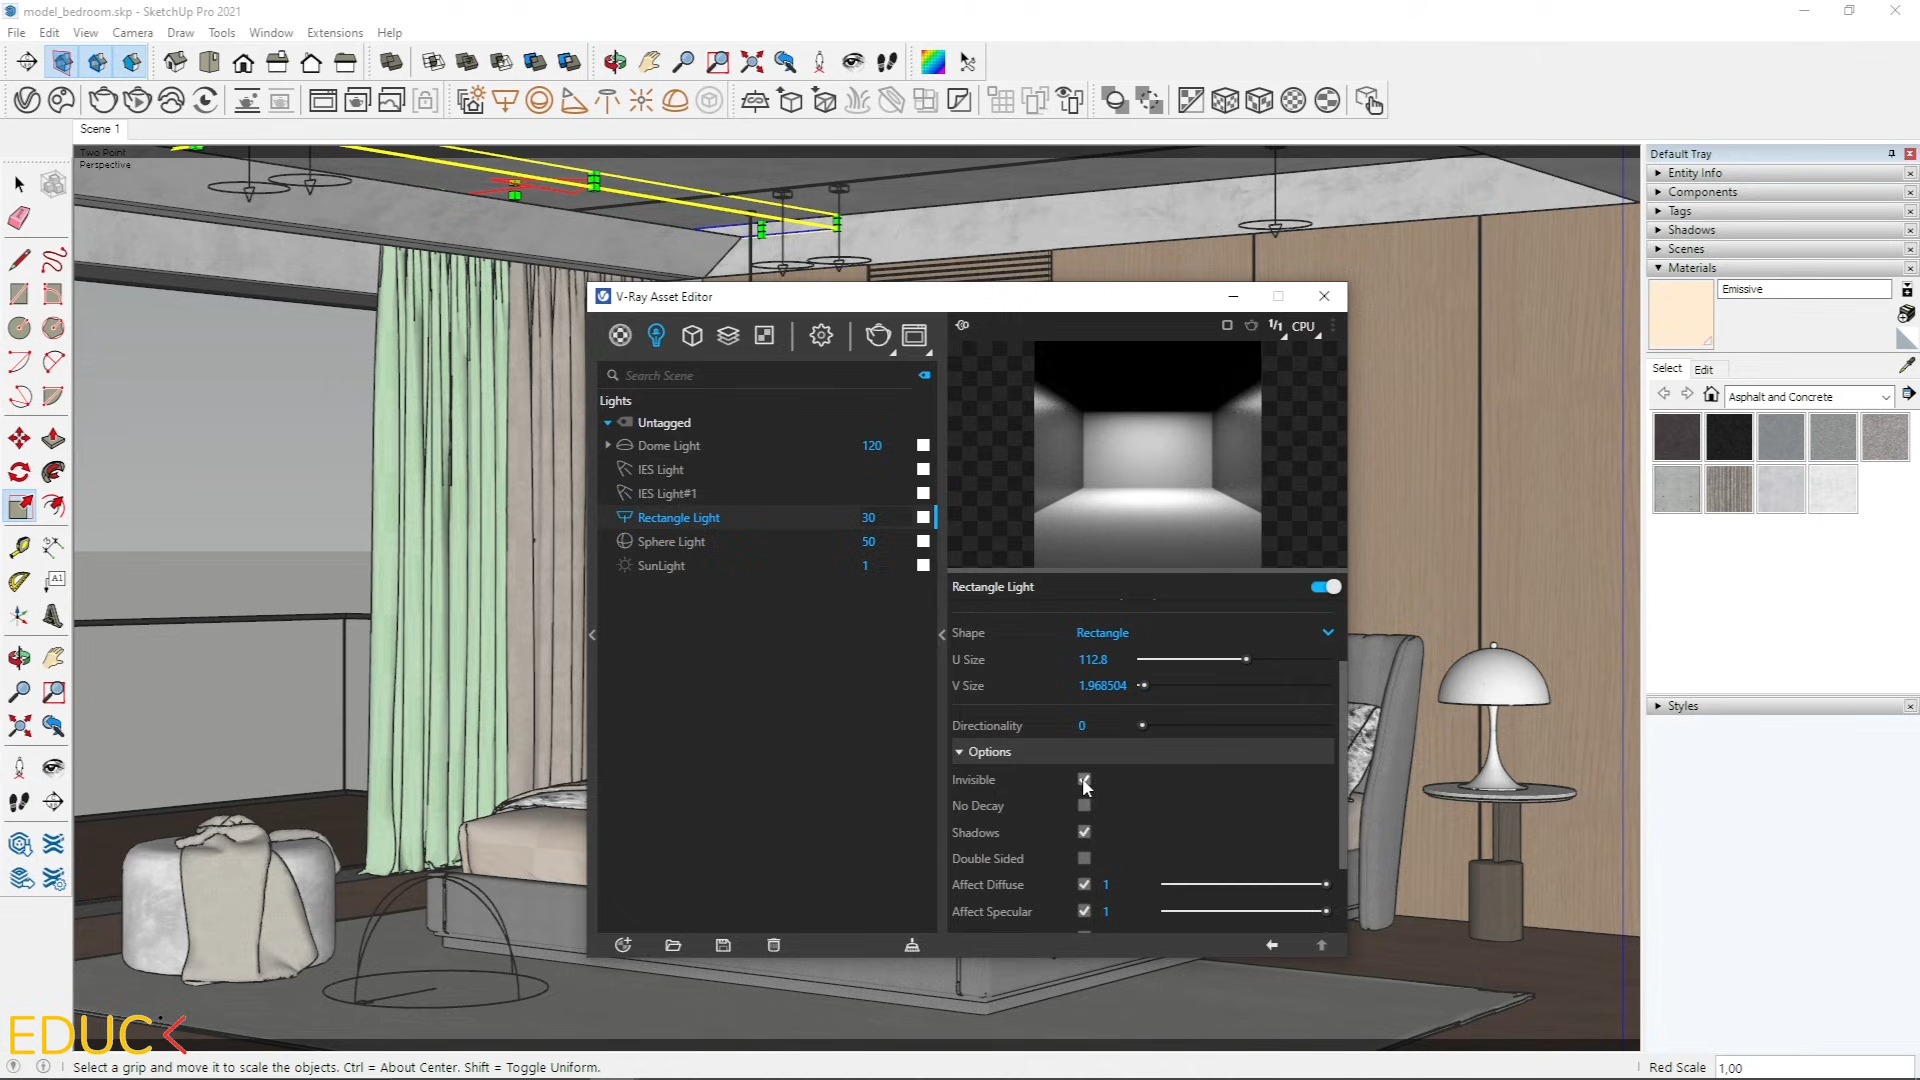 model_bedroom.skp - SketchUp Pro 2021
File Edit View Camera Draw Tools Window Extensions Help
Scene 1
Two Point
Perspective
Default Tray
Entity Info
Components
Tags
Shadows
Scenes
Materials
Emissive
Select Edit
Asphalt and Concrete
Styles
V-Ray Asset Editor
1/1 CPU
Search Scene
Lights
Untagged
Dome Light 120
IES Light
IES Light#1
Rectangle Light 30
Sphere Light 50
SunLight 1
Rectangle Light
Shape Rectangle
U Size 112.8
V Size 1.968504
Directionality 0
Options
Invisible
No Decay
Shadows
Double Sided
Affect Diffuse 1
Affect Specular 1
A1
EDUC
Select a grip and move it to scale the objects. Ctrl = About Center. Shift = Toggle Uniform.
Red Scale 1,00